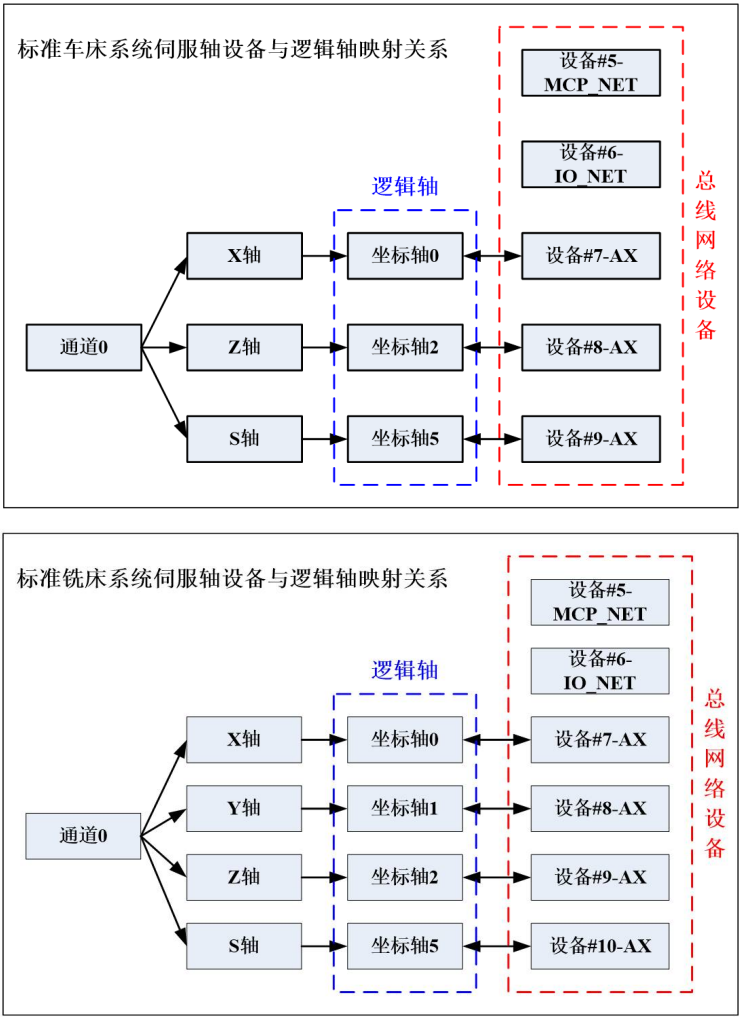 标准车床系统伺服轴设备与逻辑轴映射关系
设备#5-
MCP_NET
设备#6-
IO_NET
逻辑轴
总线网络设备
X轴
坐标轴0
设备#7-AX
通道0
Z轴
坐标轴2
设备#8-AX
S轴
坐标轴5
设备#9-AX
标准铣床系统伺服轴设备与逻辑轴映射关系
设备#5-
MCP_NET
设备#6-
IO_NET
逻辑轴
总线网络设备
X轴
坐标轴0
设备#7-AX
Y轴
坐标轴1
设备#8-AX
通道0
Z轴
坐标轴2
设备#9-AX
S轴
坐标轴5
设备#10-AX